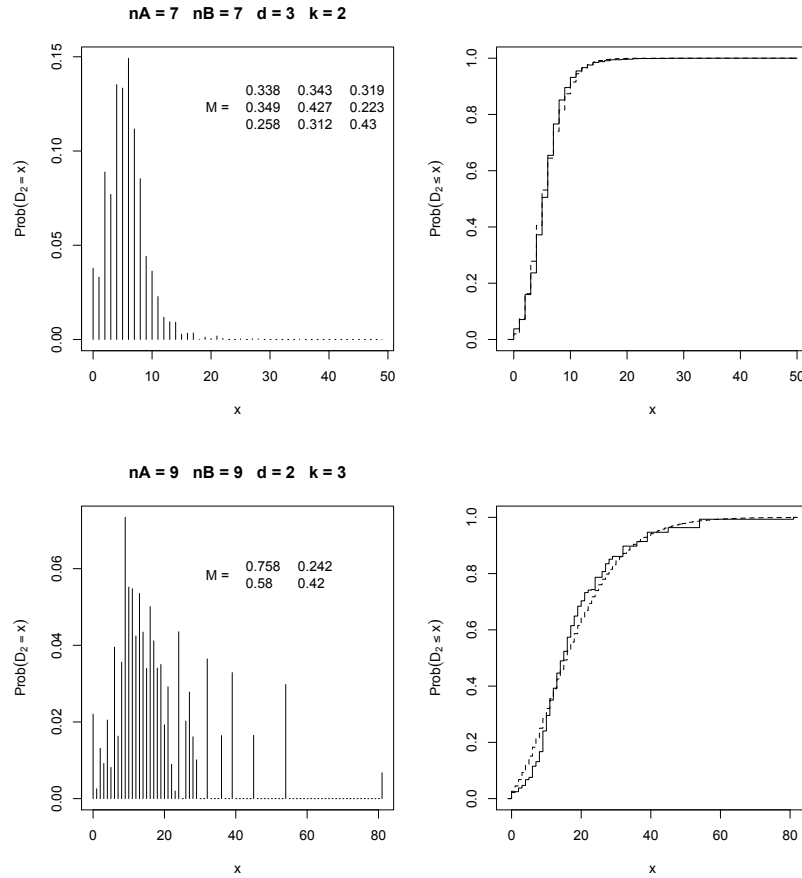 nA = 7 nB = 7 d = 3 k = 2
Prob(D₂ = x)
0.00 0.05 0.10 0.15
M =
0.338 0.343 0.319
0.349 0.427 0.223
0.258 0.312 0.43
0 10 20 30 40 50
x
Prob(D₂ ≤ x)
0.0 0.2 0.4 0.6 0.8 1.0
0 10 20 30 40 50
x
nA = 9 nB = 9 d = 2 k = 3
Prob(D₂ = x)
0.00 0.02 0.04 0.06
M =
0.758 0.242
0.58 0.42
0 20 40 60 80
x
Prob(D₂ ≤ x)
0.0 0.2 0.4 0.6 0.8 1.0
0 20 40 60 80
x